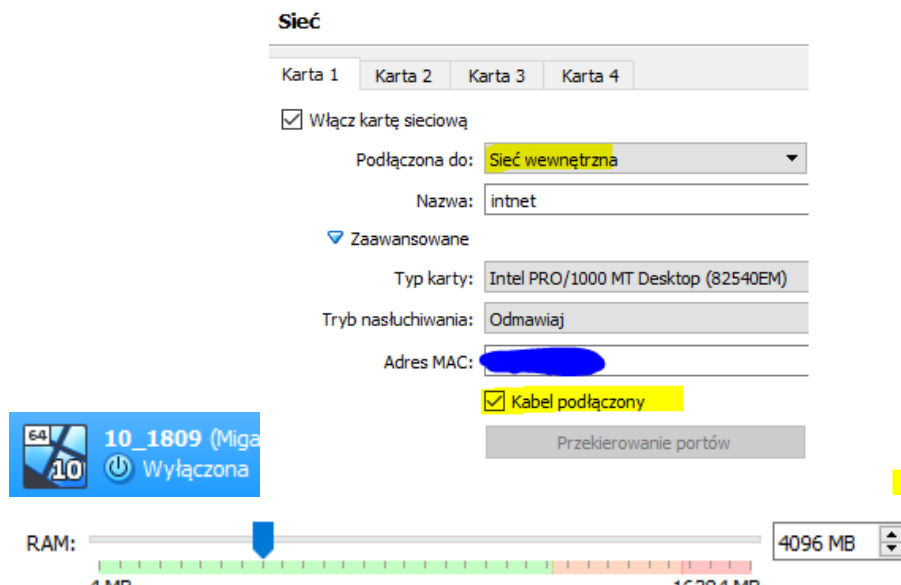 Sieć
Karta 1 Karta 2 Karta 3 Karta 4
Włącz kartę sieciową
Podłączona do: Sieć wewnętrzna
Nazwa: intnet
Zaawansowane
Typ karty: Intel PRO/1000 MT Desktop (82540EM)
Tryb nasłuchiwania: Odmawiaj
Adres MAC:
Kabel podłączony
Przekierowanie portów
64
10
10_1809 (Miga
Wyłączona
RAM: 4096 MB
4 MB